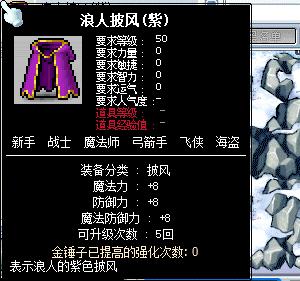 浪人披风(紫)
要求等级： 50
要求力量： 0
要求敏捷： 0
要求智力： 0
要求运气： 0
要求人气度： -
道具等级： -
道具经验值： -
新手 战士 魔法师 弓箭手 飞侠 海盗
装备分类 : 披风
魔法力 : +8
防御力 : +8
魔法防御力 : +8
可升级次数 : 5回
金锤子已提高的强化次数: 0
表示浪人的紫色披风